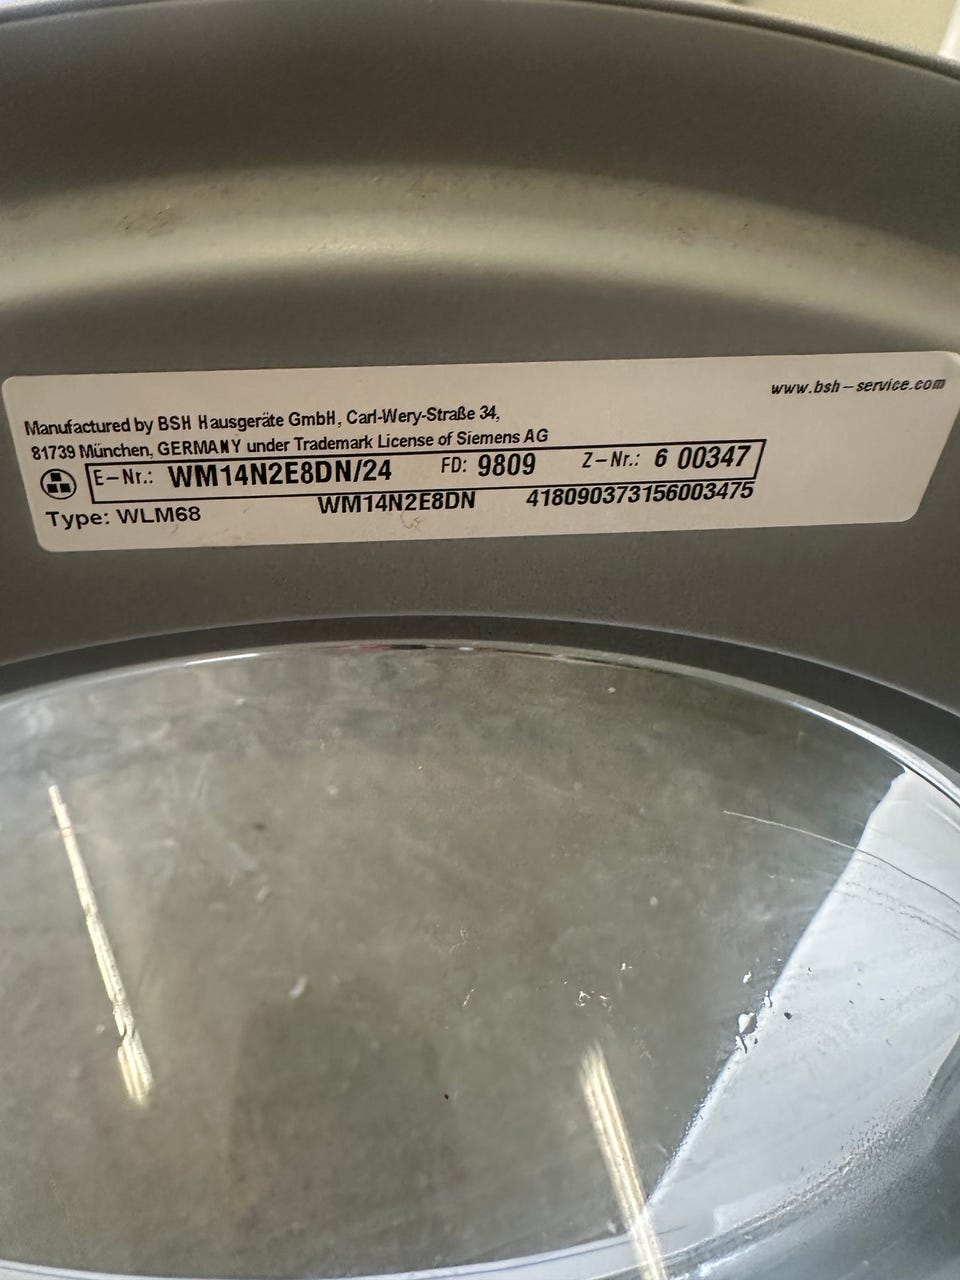 www.bsh-service.com
Manufactured by BSH Hausgeräte GmbH, Carl-Wery-Straße 34,
81739 München, GERMANY under Trademark License of Siemens AG
E-Nr.: WM14N2E8DN/24 FD: 9809 Z-Nr.: 6 00347
Type: WLM68 WM14N2E8DN 418090373156003475